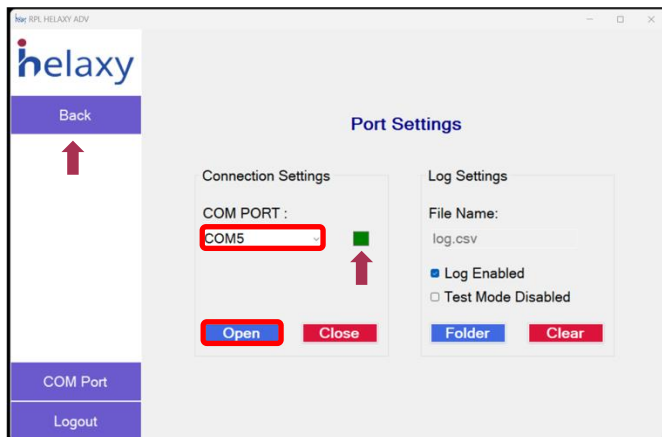 RPL HELAXY ADV
helaxy
Back
Port Settings
Connection Settings
COM PORT :
COM5
Open
Close
Log Settings
File Name:
log.csv
Log Enabled
Test Mode Disabled
Folder
Clear
COM Port
Logout